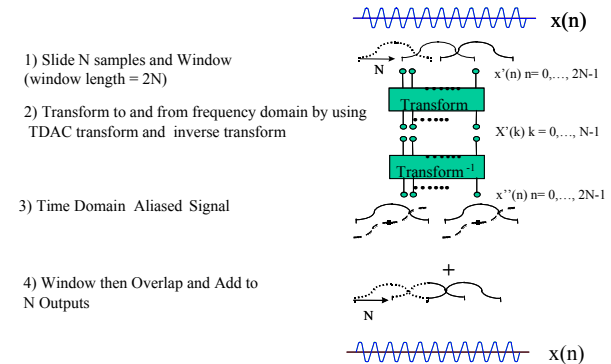 x(n)
1) Slide N samples and Window
(window length = 2N)
N
x'(n) n= 0,…, 2N-1
2) Transform to and from frequency domain by using
TDAC transform and inverse transform
Transform
X'(k) k = 0,…, N-1
Transform-1
x''(n) n= 0,…, 2N-1
3) Time Domain Aliased Signal
4) Window then Overlap and Add to
N Outputs
+
N
x(n)